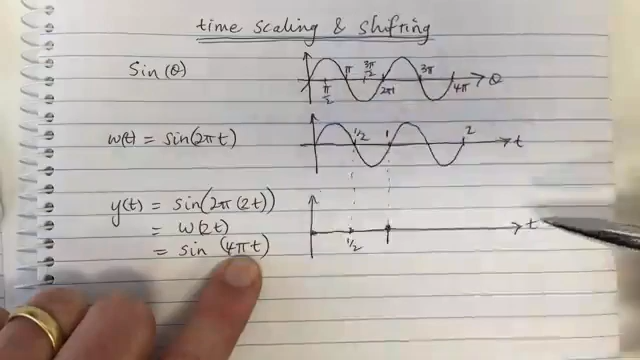 time scaling & shifting
sin(θ)
π/2 π 3π/2 2π 3π 4π θ
w(t) = sin(2πt)
1/2 1 2 t
y(t) = sin(2π(2t))
= w(2t)
= sin (4πt)
1/2 t